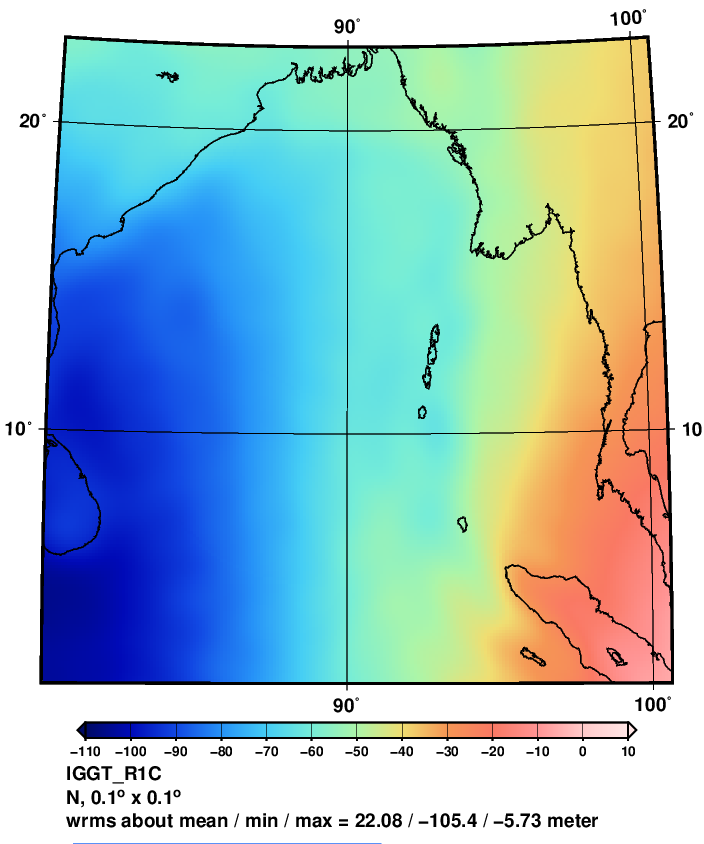 90° 100°
20° 20°
10° 10
90° 100°
−110 −100 −90 −80 −70 −60 −50 −40 −30 −20 −10 0 10
IGGT_R1C
N, 0.1° x 0.1°
wrms about mean / min / max = 22.08 / −105.4 / −5.73 meter